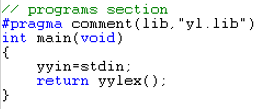 // programs section
#pragma comment(lib,"yl.lib")
int main(void)
{
    yyin=stdin;
    return yylex();
}